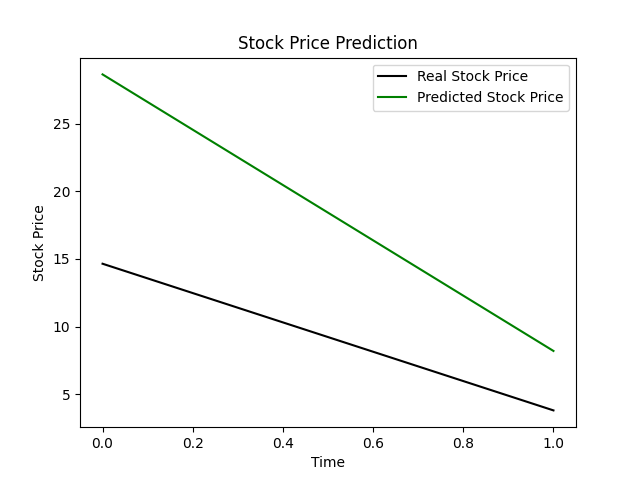 Stock Price Prediction
Real Stock Price
Predicted Stock Price
Stock Price
25
20
15
10
5
0.0 0.2 0.4 0.6 0.8 1.0
Time